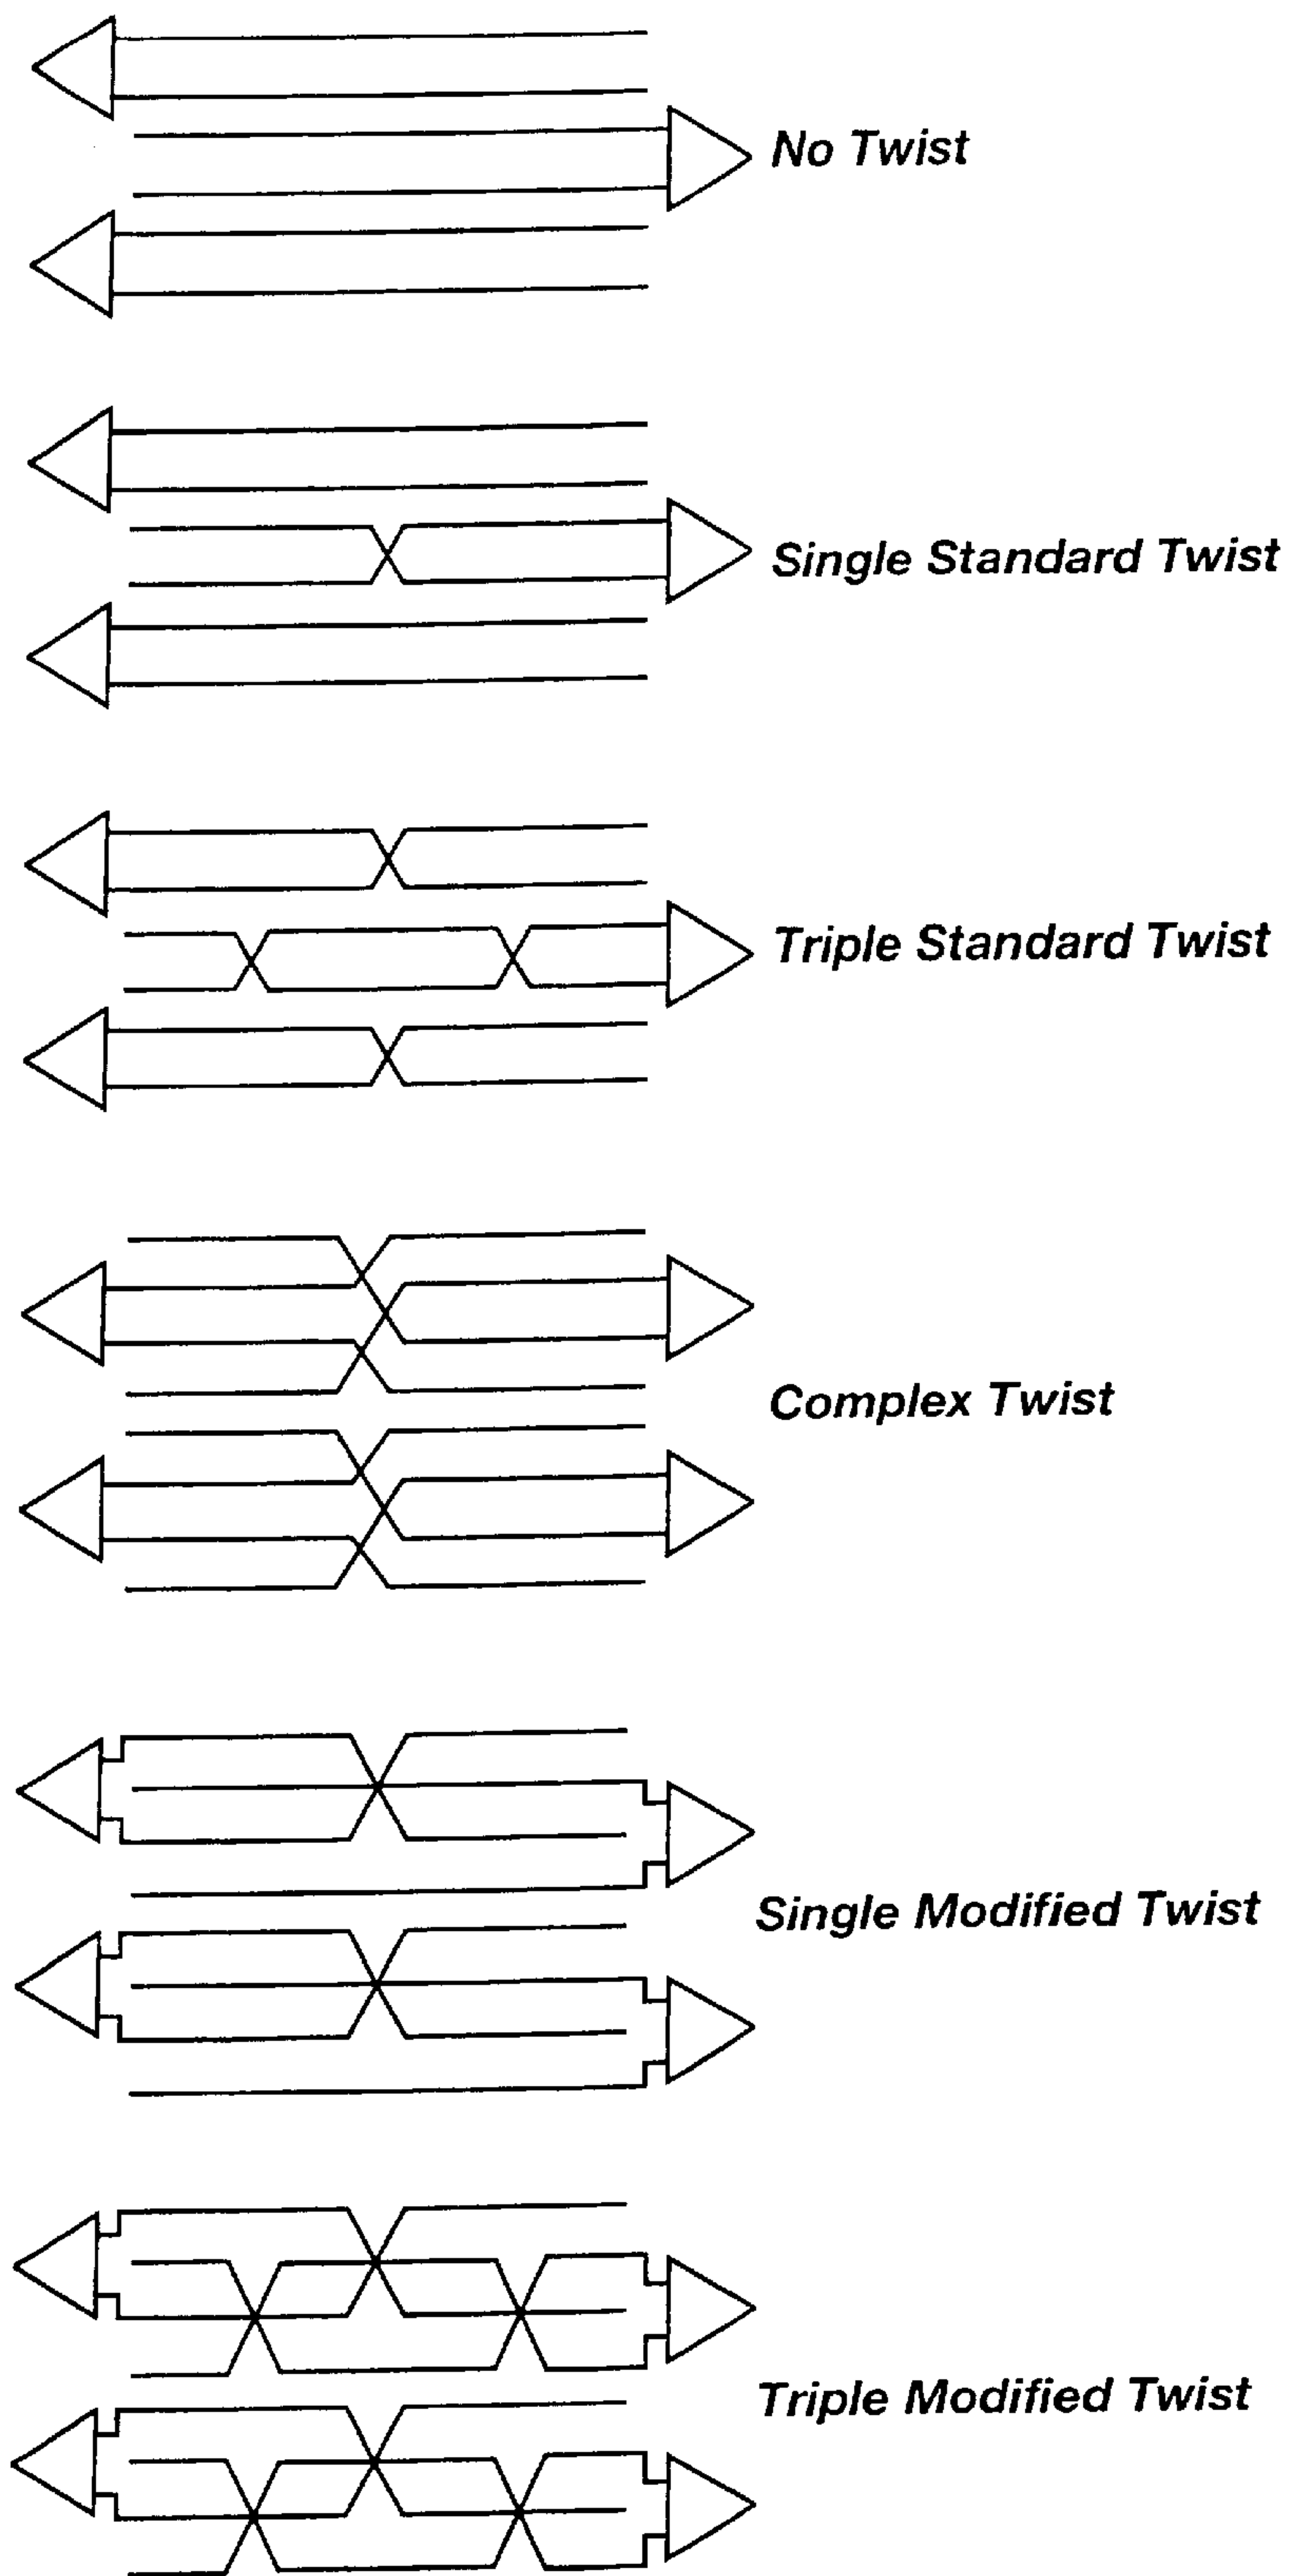 No Twist
Single Standard Twist
Triple Standard Twist
Complex Twist
Single Modified Twist
Triple Modified Twist